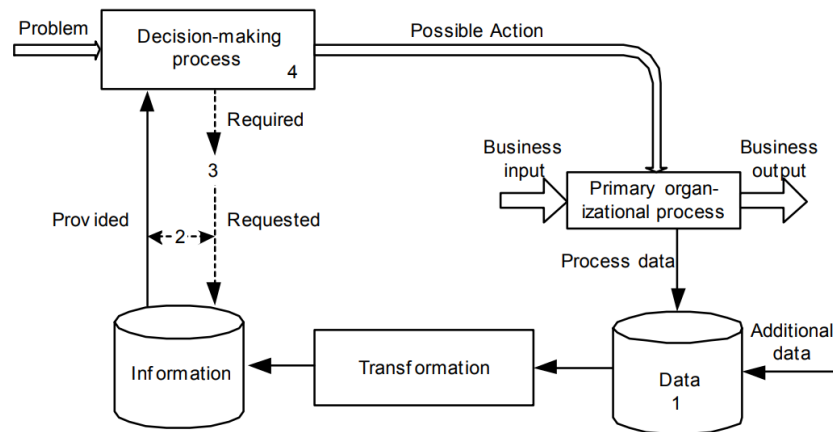 Problem
Decision-making
process
4
Possible Action
Required
3
Business
input
Business
output
Primary organ-
izational process
Provided
2
Requested
Process data
Additional
data
Information
Transformation
Data
1